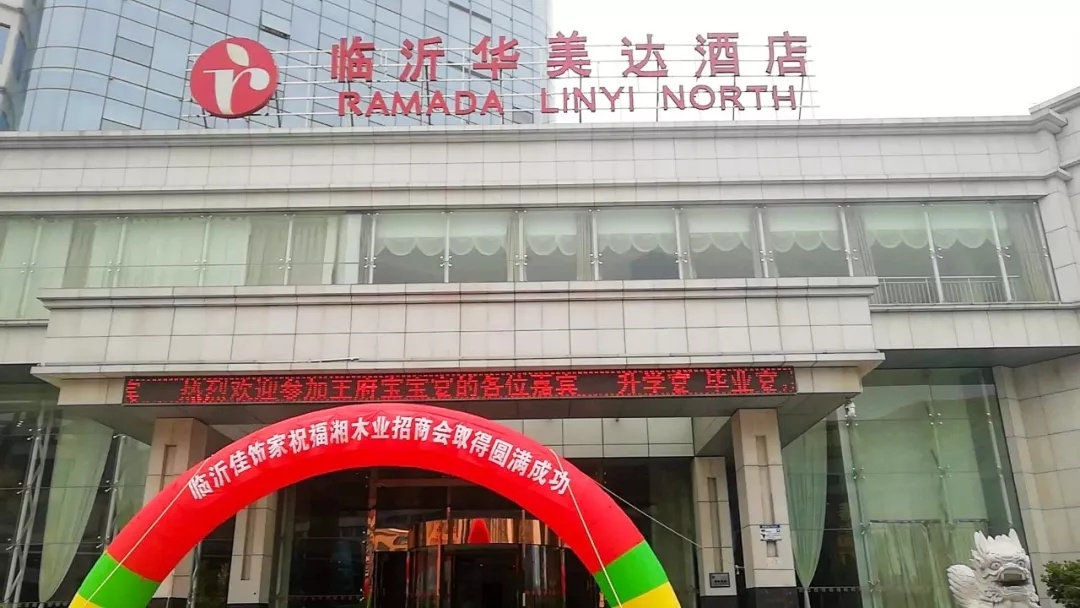 临沂华美达酒店
RAMADA LINYI NORTH
热烈欢迎参加王府宝宝宴的各位嘉宾 升学宴 毕业宴
临沂佳饰家祝福湘木业招商会取得圆满成功